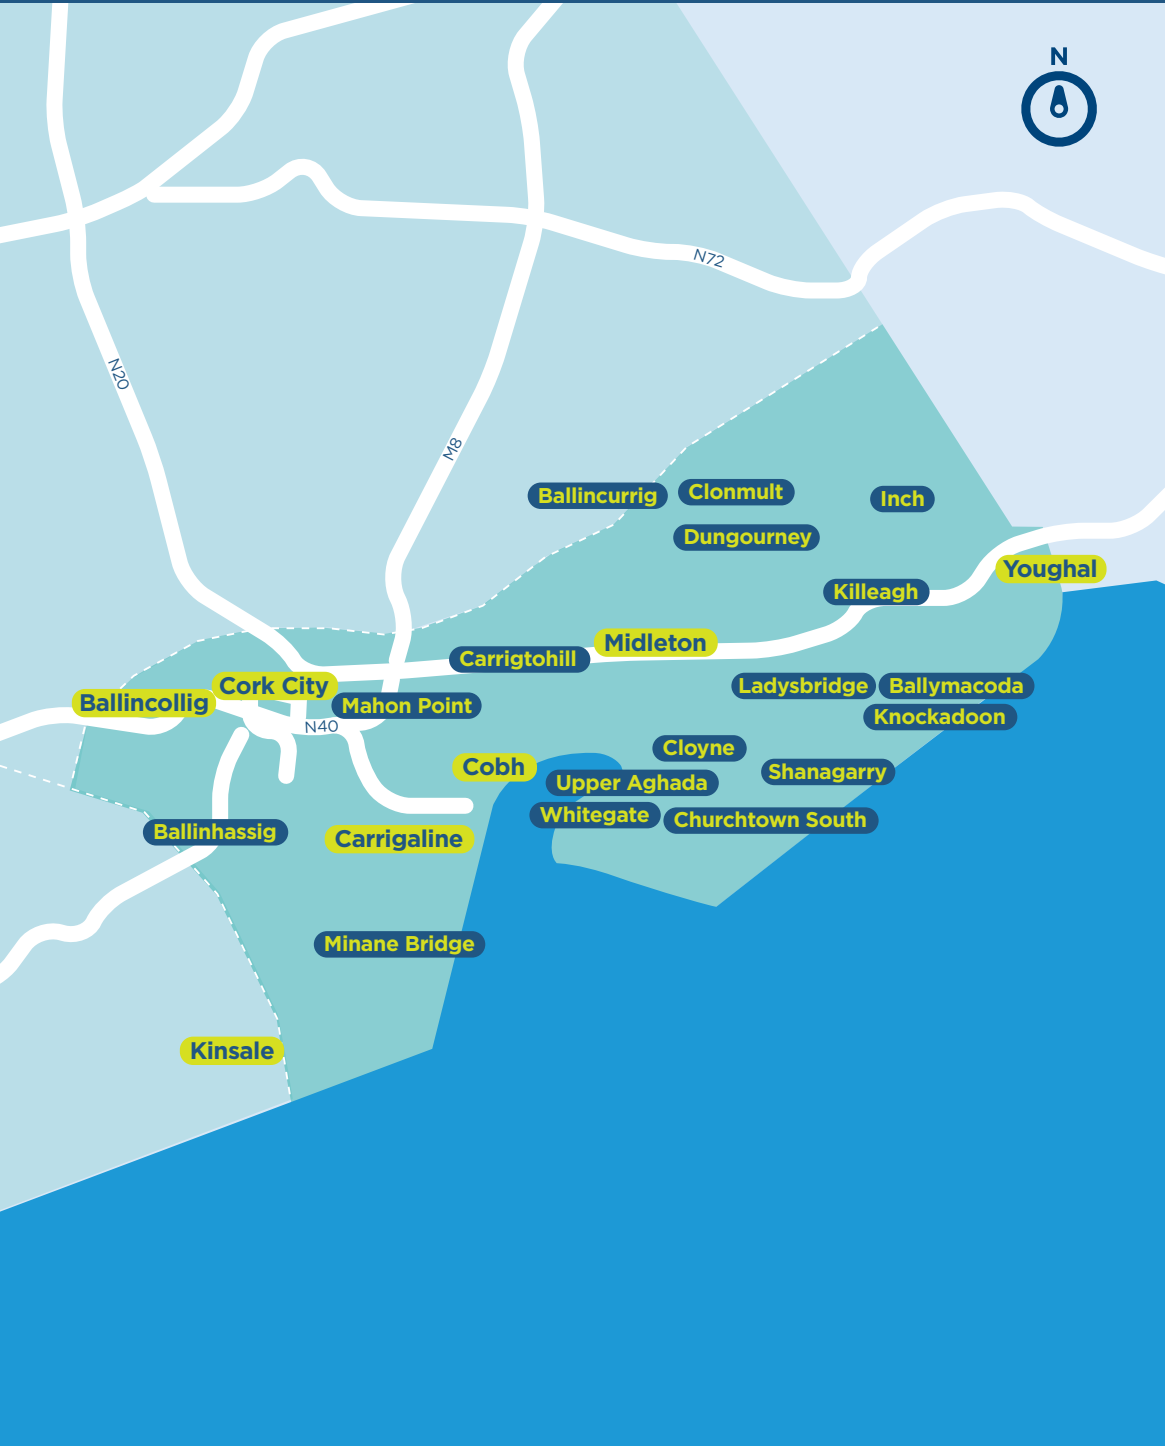 N
N72
N20
M8
Ballincurrig
Clonmult
Inch
Dungourney
Youghal
Killeagh
Midleton
Carrigtohill
Cork City
Ladysbridge
Ballymacoda
Ballincollig
Mahon Point
Knockadoon
N40
Cloyne
Cobh
Shanagarry
Upper Aghada
Whitegate
Churchtown South
Ballinhassig
Carrigaline
Minane Bridge
Kinsale